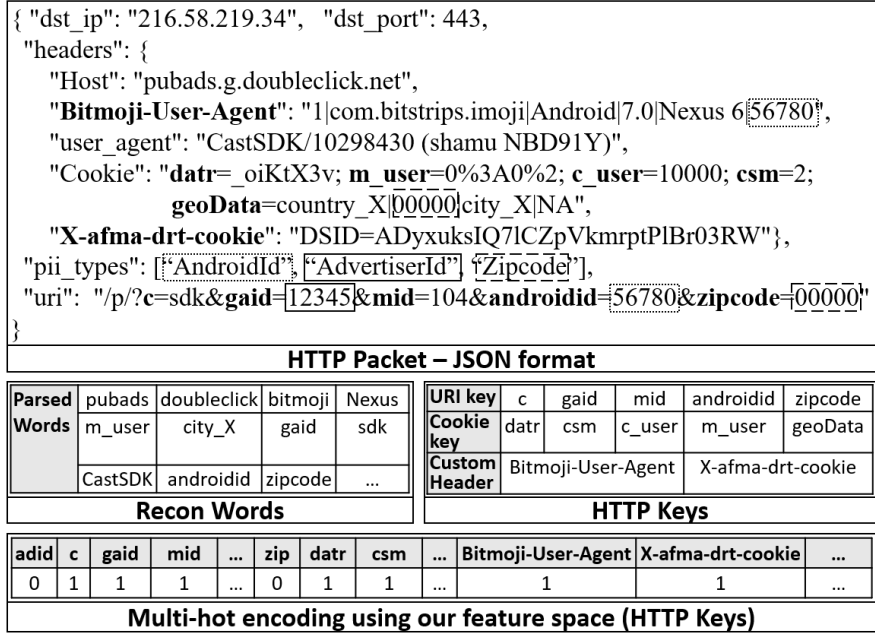 { "dst_ip": "216.58.219.34", "dst_port": 443,
"headers": {
"Host": "pubads.g.doubleclick.net",
"Bitmoji-User-Agent": "1|com.bitstrips.imoji|Android|7.0|Nexus 6|56780",
"user_agent": "CastSDK/10298430 (shamu NBD91Y)",
"Cookie": "datr=_oiKtX3v; m_user=0%3A0%2; c_user=10000; csm=2;
geoData=country_X|00000|city_X|NA",
"X-afma-drt-cookie": "DSID=ADyxuksIQ7lCZpVkmrptPlBr03RW"},
"pii_types": [“AndroidId”, “AdvertiserId”, “Zipcode”],
"uri": "/p/?c=sdk&gaid=12345&mid=104&androidid=56780&zipcode=00000"
}
HTTP Packet – JSON format
Parsed Words pubads doubleclick bitmoji Nexus
m_user city_X gaid sdk
CastSDK androidid zipcode ...
Recon Words
URI key c gaid mid androidid zipcode
Cookie key datr csm c_user m_user geoData
Custom Header Bitmoji-User-Agent X-afma-drt-cookie
HTTP Keys
adid c gaid mid ... zip datr csm ... Bitmoji-User-Agent X-afma-drt-cookie ...
0 1 1 1 ... 0 1 1 ... 1 1 ...
Multi-hot encoding using our feature space (HTTP Keys)